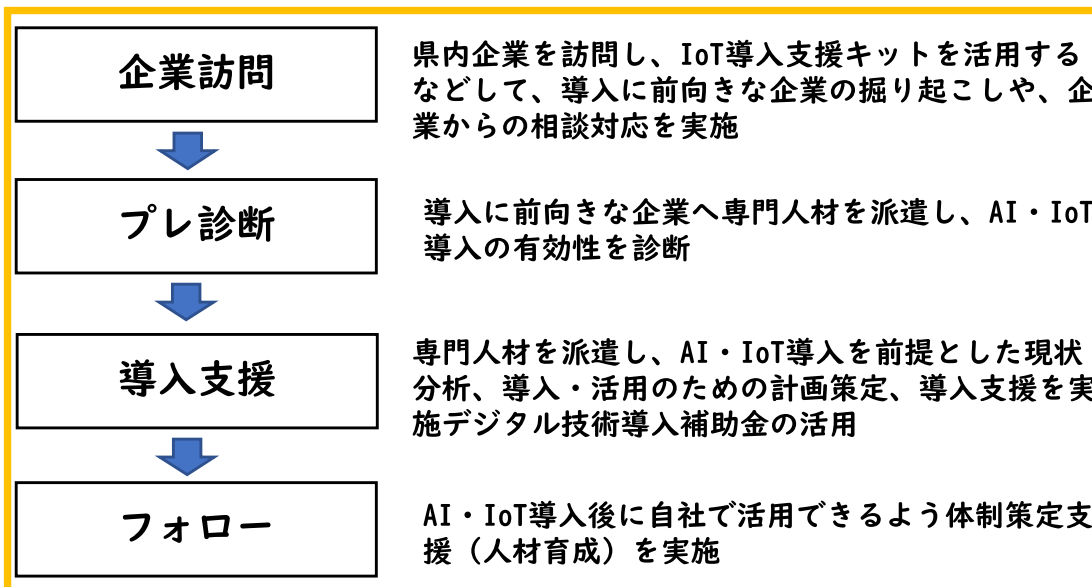 企業訪問
県内企業を訪問し、IoT導入支援キットを活用する
などして、導入に前向きな企業の掘り起こしや、企
業からの相談対応を実施
プレ診断
導入に前向きな企業へ専門人材を派遣し、AI・IoT
導入の有効性を診断
導入支援
専門人材を派遣し、AI・IoT導入を前提とした現状
分析、導入・活用のための計画策定、導入支援を実
施デジタル技術導入補助金の活用
フォロー
AI・IoT導入後に自社で活用できるよう体制策定支
援（人材育成）を実施